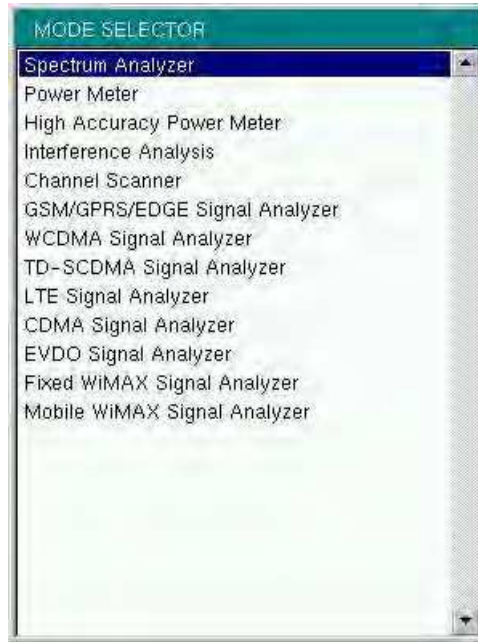 MODE SELECTOR
Spectrum Analyzer
Power Meter
High Accuracy Power Meter
Interference Analysis
Channel Scanner
GSM/GPRS/EDGE Signal Analyzer
WCDMA Signal Analyzer
TD-SCDMA Signal Analyzer
LTE Signal Analyzer
CDMA Signal Analyzer
EVDO Signal Analyzer
Fixed WiMAX Signal Analyzer
Mobile WiMAX Signal Analyzer